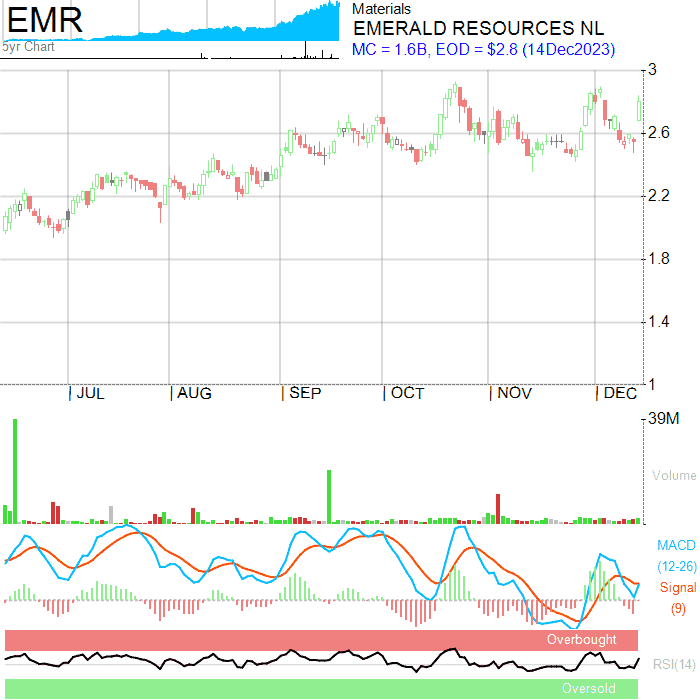 EMR
5yr Chart
Materials
EMERALD RESOURCES NL
MC = 1.6B, EOD = $2.8 (14Dec2023)
3
2.6
2.2
1.8
1.4
1
JUL
AUG
SEP
OCT
NOV
DEC
39M
Volume
MACD
(12-26)
Signal
(9)
Overbought
RSI(14)
Oversold